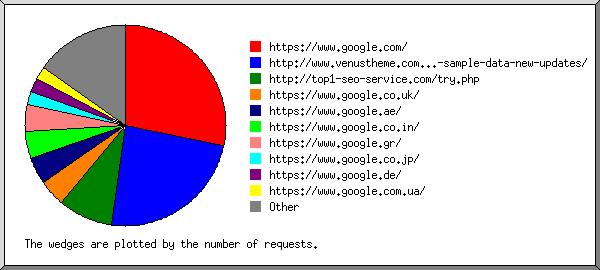 https://www.google.com/
http://www.venustheme.com...-sample-data-new-updates/
http://top1-seo-service.com/try.php
https://www.google.co.uk/
https://www.google.ae/
https://www.google.co.in/
https://www.google.gr/
https://www.google.co.jp/
https://www.google.de/
https://www.google.com.ua/
Other
The wedges are plotted by the number of requests.